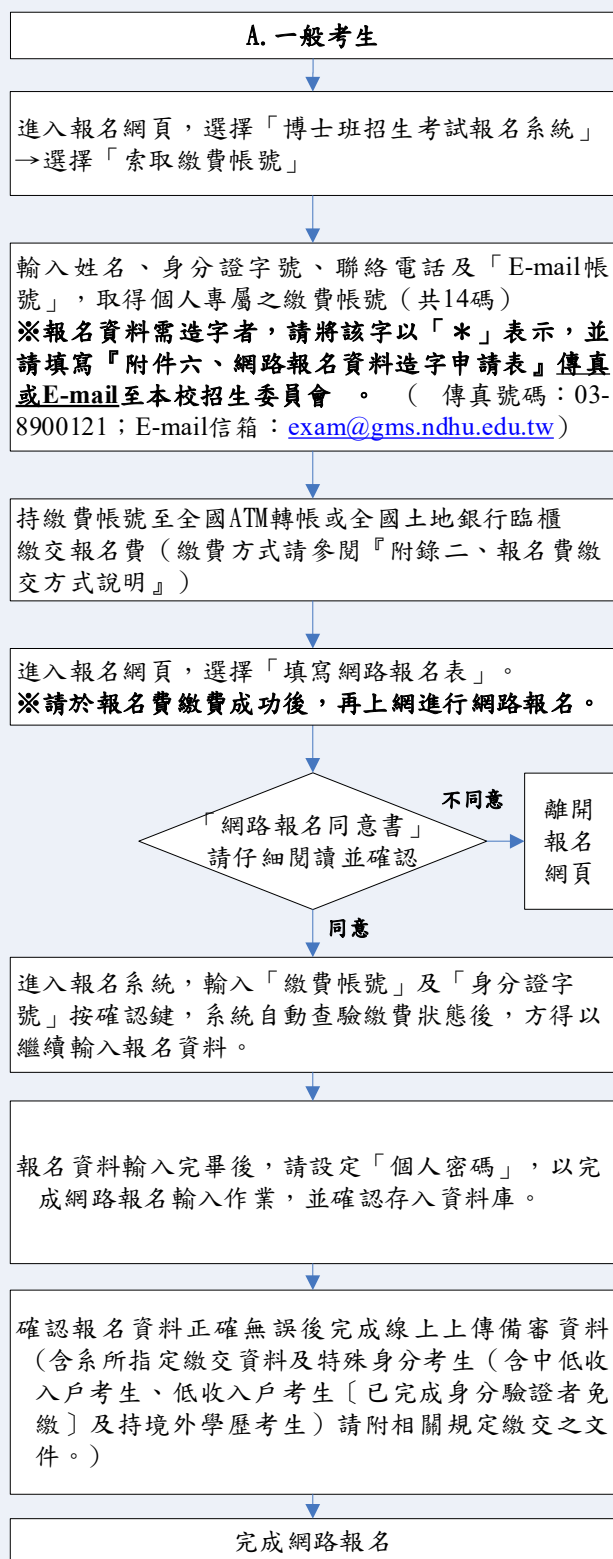 A.一般考生
進入報名網頁，選擇「博士班招生考試報名系統」
→選擇「索取繳費帳號」
輸入姓名、身分證字號、聯絡電話及「E-mail帳
號」，取得個人專屬之繳費帳號（共14碼）
※報名資料需造字者，請將該字以「＊」表示，並
請填寫『附件六、網路報名資料造字申請表』傳真
或E-mail至本校招生委員會 。 （ 傳真號碼：03-
8900121；E-mail信箱：exam@gms.ndhu.edu.tw）
持繳費帳號至全國ATM轉帳或全國土地銀行臨櫃
繳交報名費（繳費方式請參閱『附錄二、報名費繳
交方式說明』）
進入報名網頁，選擇「填寫網路報名表」。
※請於報名費繳費成功後，再上網進行網路報名。
「網路報名同意書」
請仔細閱讀並確認
不同意
離開
報名
網頁
同意
進入報名系統，輸入「繳費帳號」及「身分證字
號」按確認鍵，系統自動查驗繳費狀態後，方得以
繼續輸入報名資料。
報名資料輸入完畢後，請設定「個人密碼」，以完
成網路報名輸入作業，並確認存入資料庫。
確認報名資料正確無誤後完成線上上傳備審資料
（含系所指定繳交資料及特殊身分考生（含中低收
入戶考生、低收入戶考生〔已完成身分驗證者免
繳〕及持境外學歷考生）請附相關規定繳交之文
件。）
完成網路報名